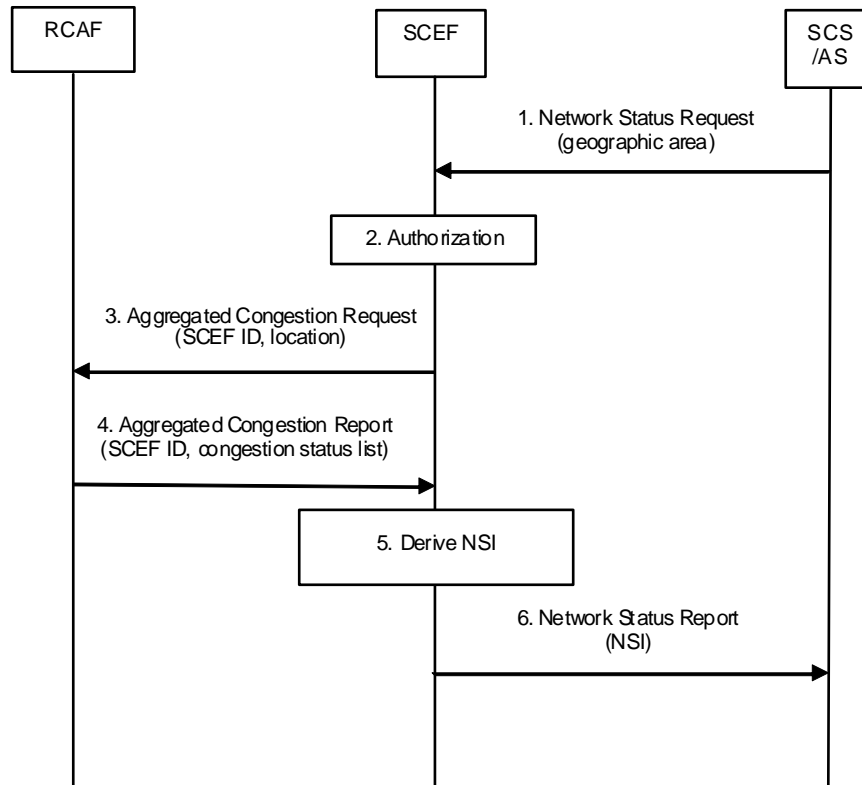 RCAF
SCEF
SCS
/AS
1. Network Status Request
(geographic area)
2. Authorization
3. Aggregated Congestion Request
(SCEF ID, location)
4. Aggregated Congestion Report
(SCEF ID, congestion status list)
5. Derive NSI
6. Network Status Report
(NSI)